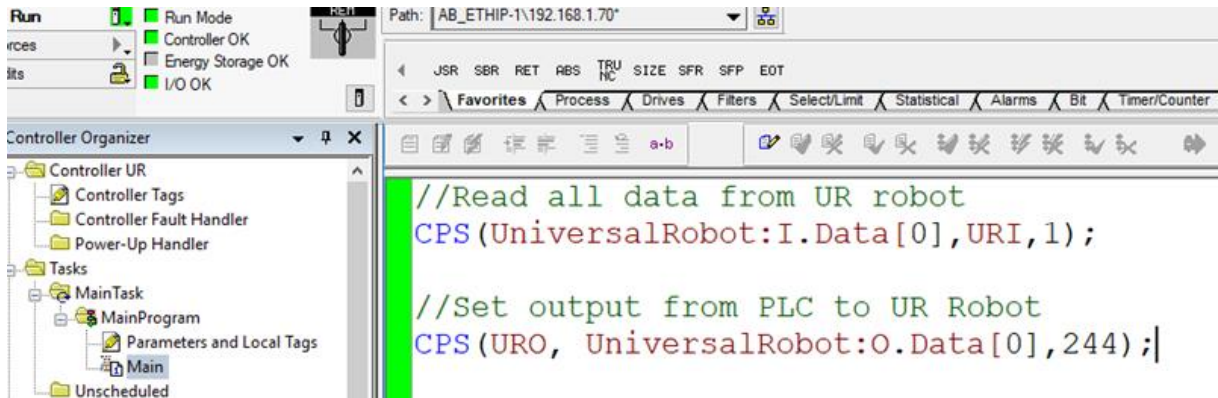 Run
Run Mode
Controller OK
Energy Storage OK
I/O OK
Path: AB_ETHIP-1\192.168.1.70*
JSR SBR RET ABS TRUNC SIZE SFR SFP EOT
Favorites Process Drives Filters Select/Limit Statistical Alarms Bit Timer/Counter
Controller Organizer
Controller UR
Controller Tags
Controller Fault Handler
Power-Up Handler
Tasks
MainTask
MainProgram
Parameters and Local Tags
Main
Unscheduled
a+b
//Read all data from UR robot
CPS(UniversalRobot:I.Data[0],URI,1);
//Set output from PLC to UR Robot
CPS(URO, UniversalRobot:O.Data[0],244);